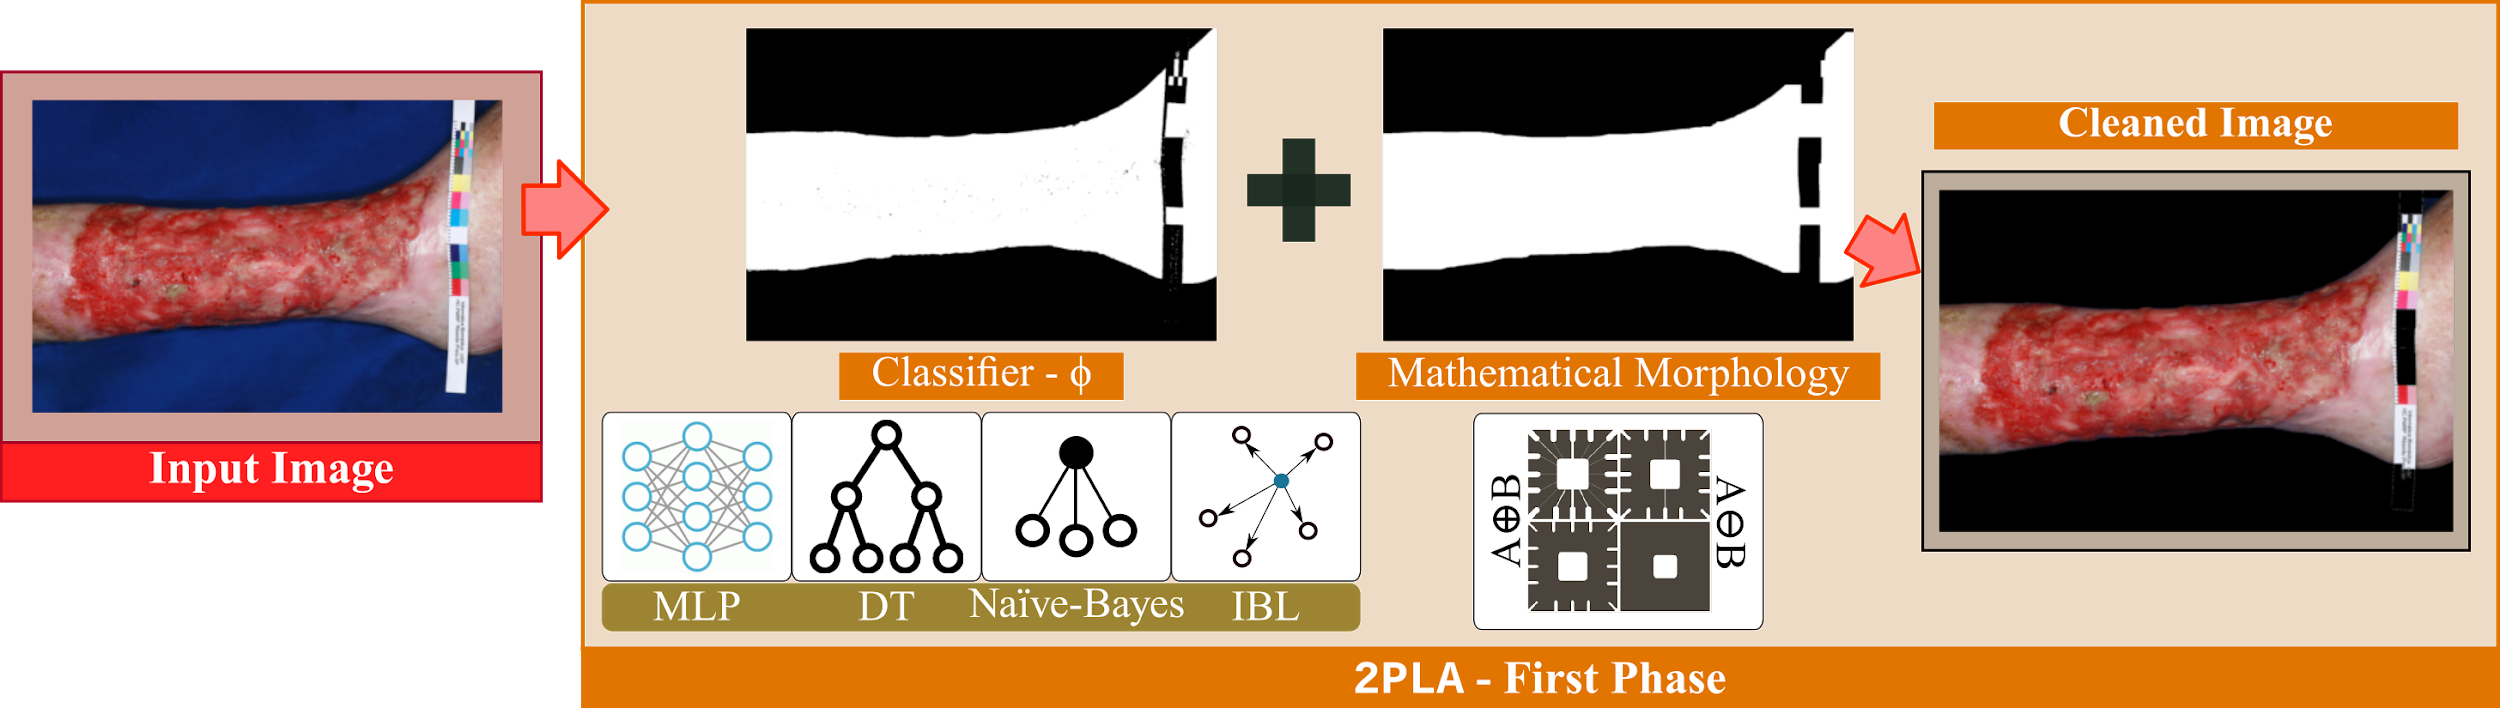 Input Image
Classifier - ϕ
Mathematical Morphology
Cleaned Image
MLP
DT
Naïve-Bayes
IBL
A⊕B
A⊖B
2PLA - First Phase